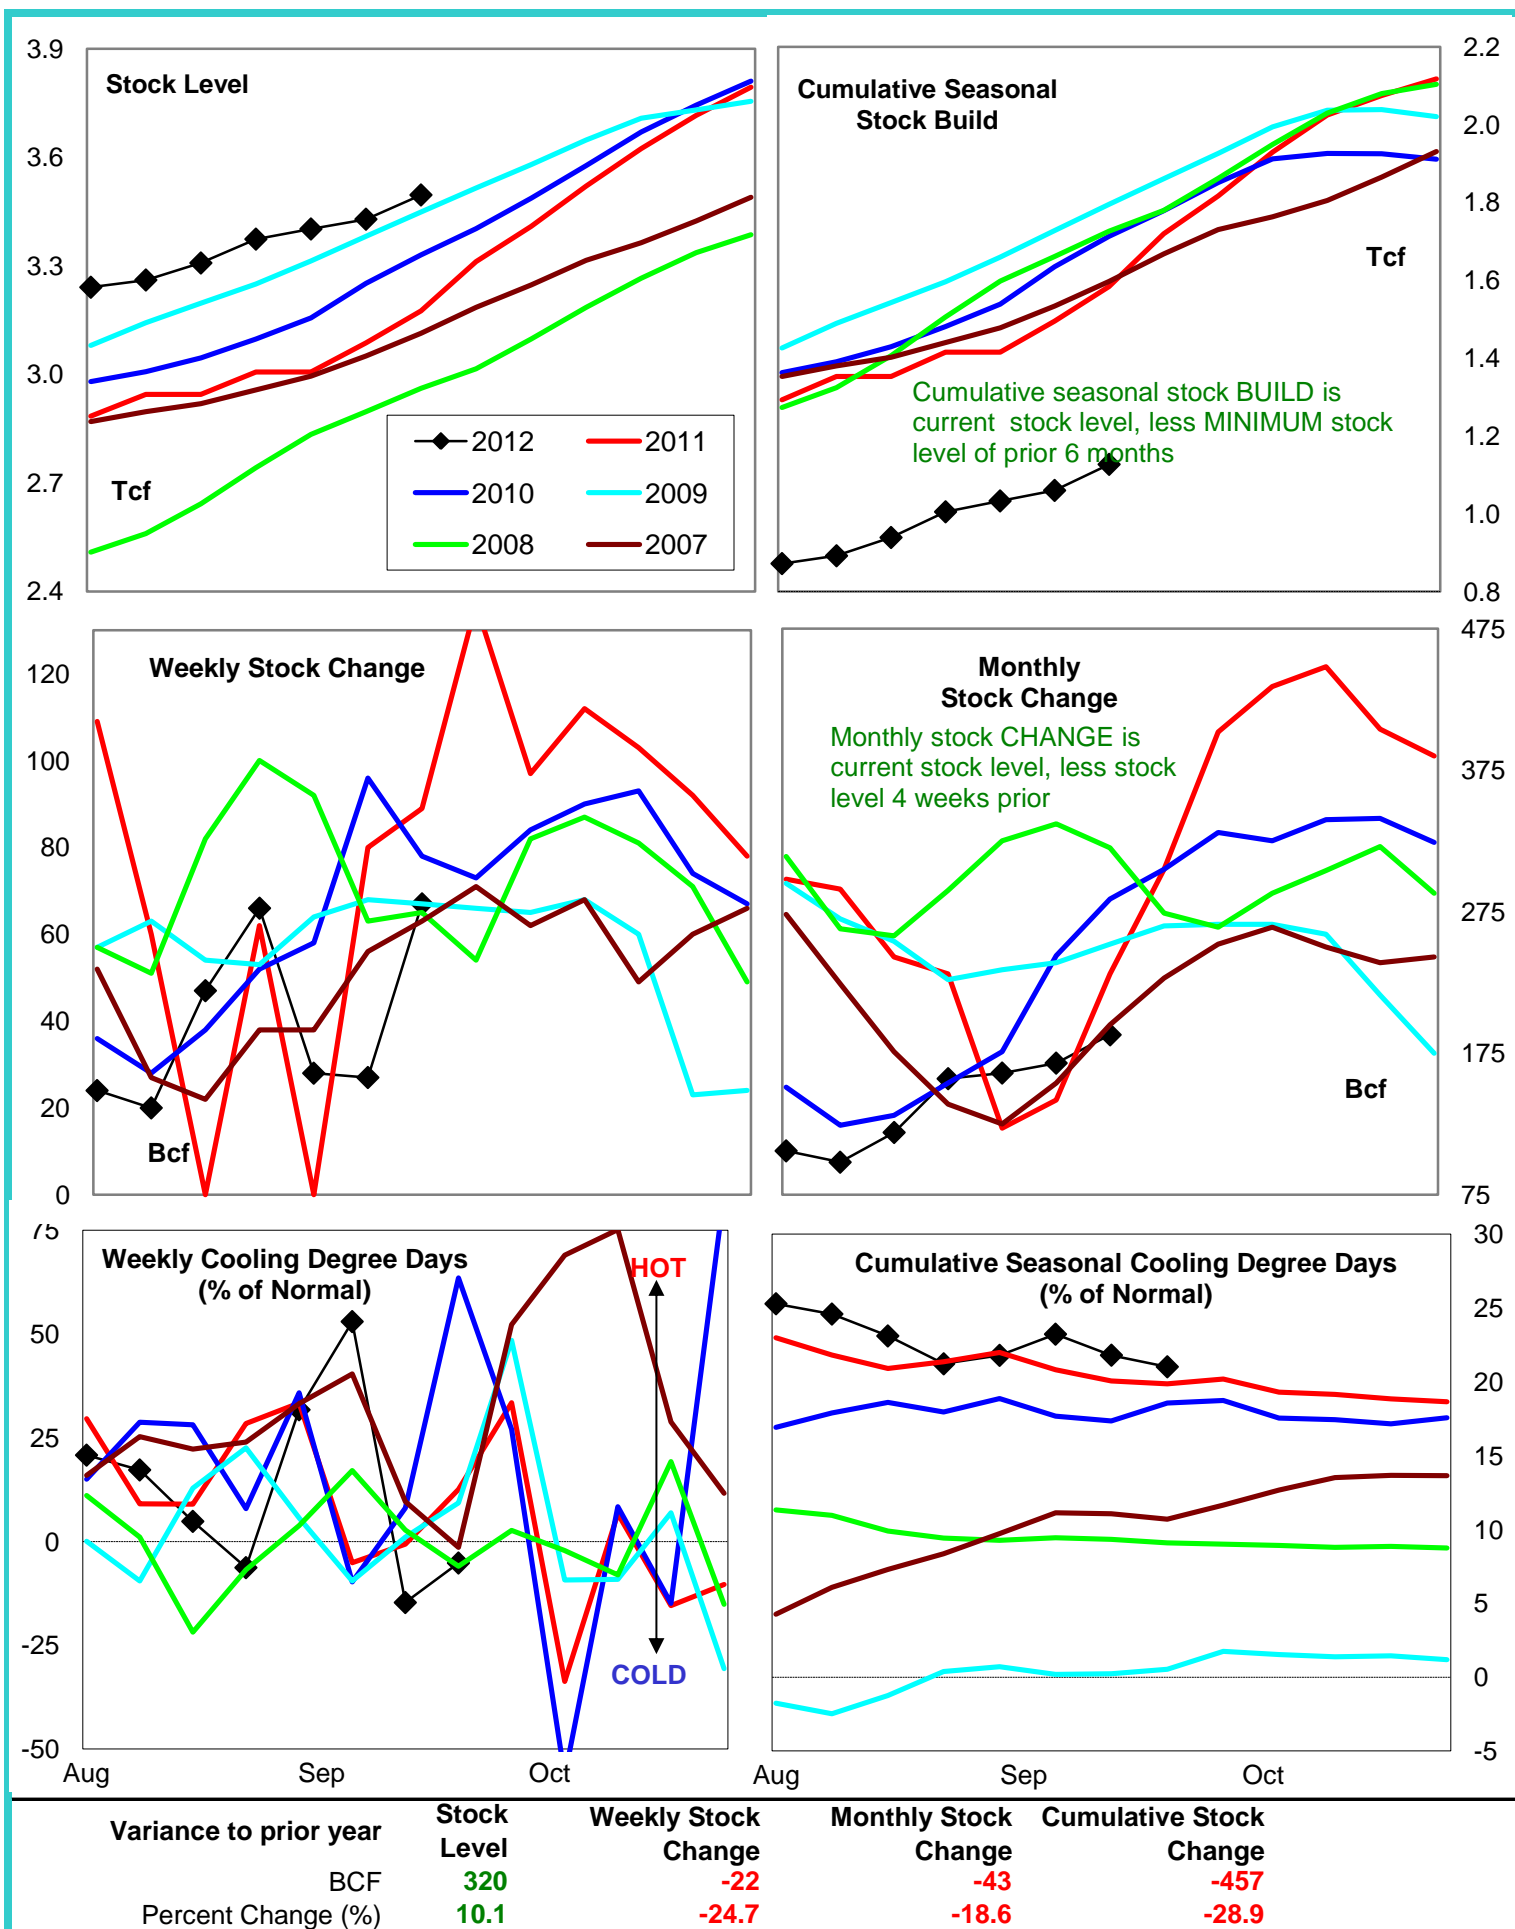 3.9
3.6
3.3
3.0
2.7
2.4
Stock Level
Tcf
2012
2011
2010
2009
2008
2007
Cumulative Seasonal
Stock Build
Tcf
Cumulative seasonal stock BUILD is
current stock level, less MINIMUM stock
level of prior 6 months
2.2
2.0
1.8
1.6
1.4
1.2
1.0
0.8
120
100
80
60
40
20
0
Weekly Stock Change
Bcf
Monthly
Stock Change
Monthly stock CHANGE is
current stock level, less stock
level 4 weeks prior
Bcf
475
375
275
175
75
75
50
25
0
-25
-50
Weekly Cooling Degree Days
(% of Normal)
HOT
COLD
Aug
Sep
Oct
Cumulative Seasonal Cooling Degree Days
(% of Normal)
30
25
20
15
10
5
0
-5
Aug
Sep
Oct
Variance to prior year
Stock
Level
Weekly Stock
Change
Monthly Stock
Change
Cumulative Stock
Change
BCF 320 -22 -43 -457
Percent Change (%) 10.1 -24.7 -18.6 -28.9